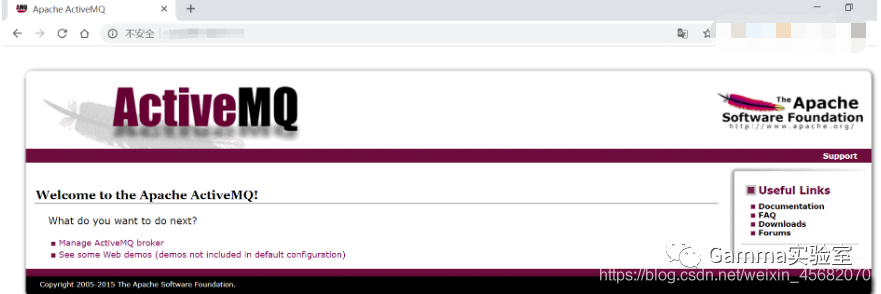 Apache ActiveMQ
不安全
ActiveMQ
The Apache
Software Foundation
http://www.apache.org/
Support
Welcome to the Apache ActiveMQ!
What do you want to do next?
Manage ActiveMQ broker
See some Web demos (demos not included in default configuration)
Useful Links
Documentation
FAQ
Downloads
Forums
Copyright 2005-2015 The Apache Software Foundation.
Gamma实验室
https://blog.csdn.net/weixin_45682070